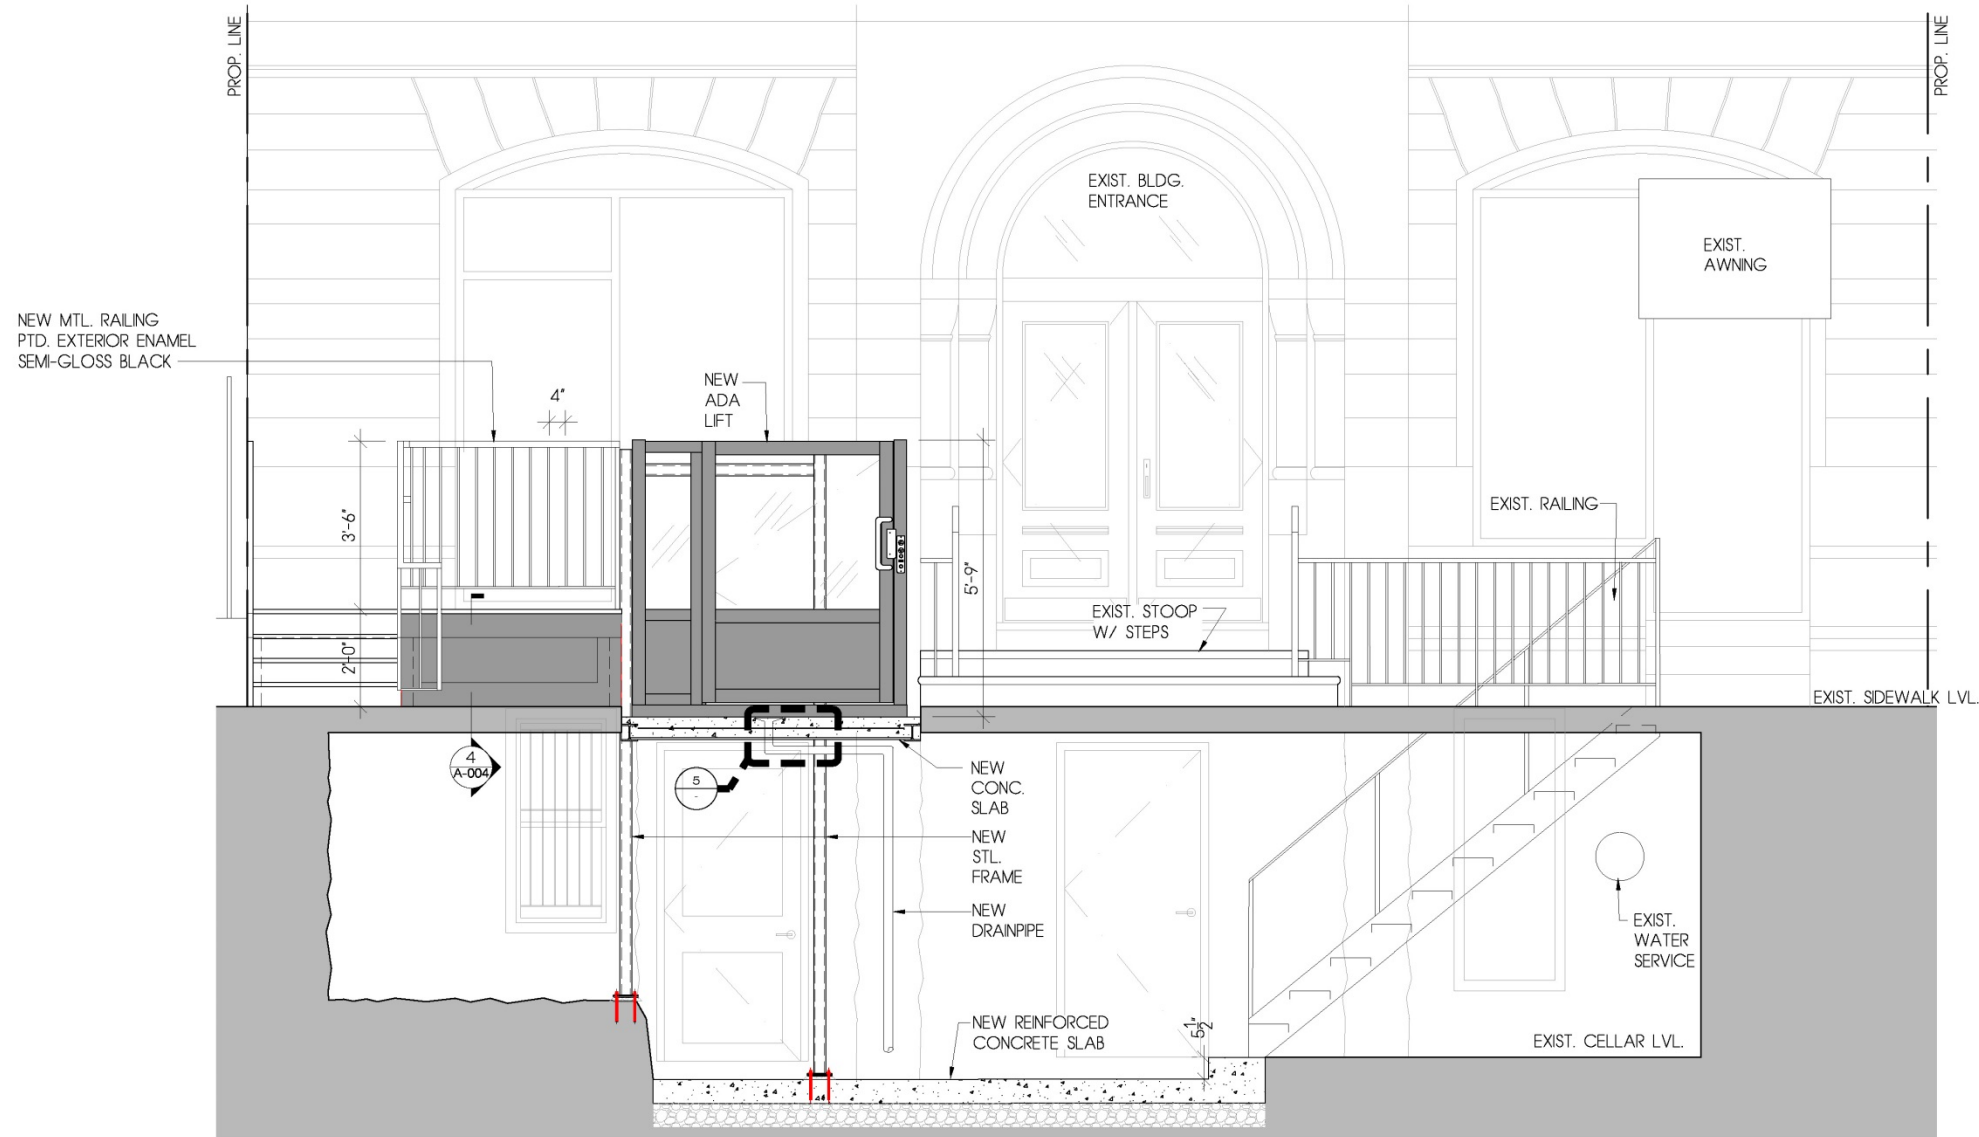 PROP. LINE
PROP. LINE
EXIST. BLDG.
ENTRANCE
EXIST.
AWNING
NEW MTL. RAILING
PTD. EXTERIOR ENAMEL
SEMI-GLOSS BLACK
4"
NEW
ADA
LIFT
3'-6"
EXIST. RAILING
5'-9"
EXIST. STOOP
W/ STEPS
2'-0"
EXIST. SIDEWALK LVL.
4
A-004
5
-
NEW
CONC.
SLAB
NEW
STL.
FRAME
NEW
DRAINPIPE
EXIST.
WATER
SERVICE
NEW REINFORCED
CONCRETE SLAB
5 1/2"
EXIST. CELLAR LVL.